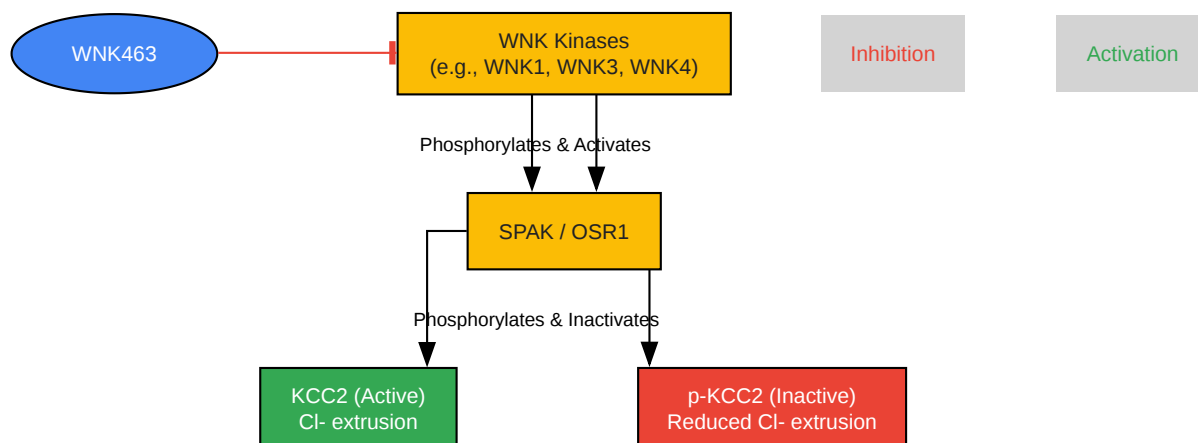 WNK463
WNK Kinases
(e.g., WNK1, WNK3, WNK4)
Inhibition
Activation
Phosphorylates & Activates
SPAK / OSR1
Phosphorylates & Inactivates
KCC2 (Active)
Cl- extrusion
p-KCC2 (Inactive)
Reduced Cl- extrusion